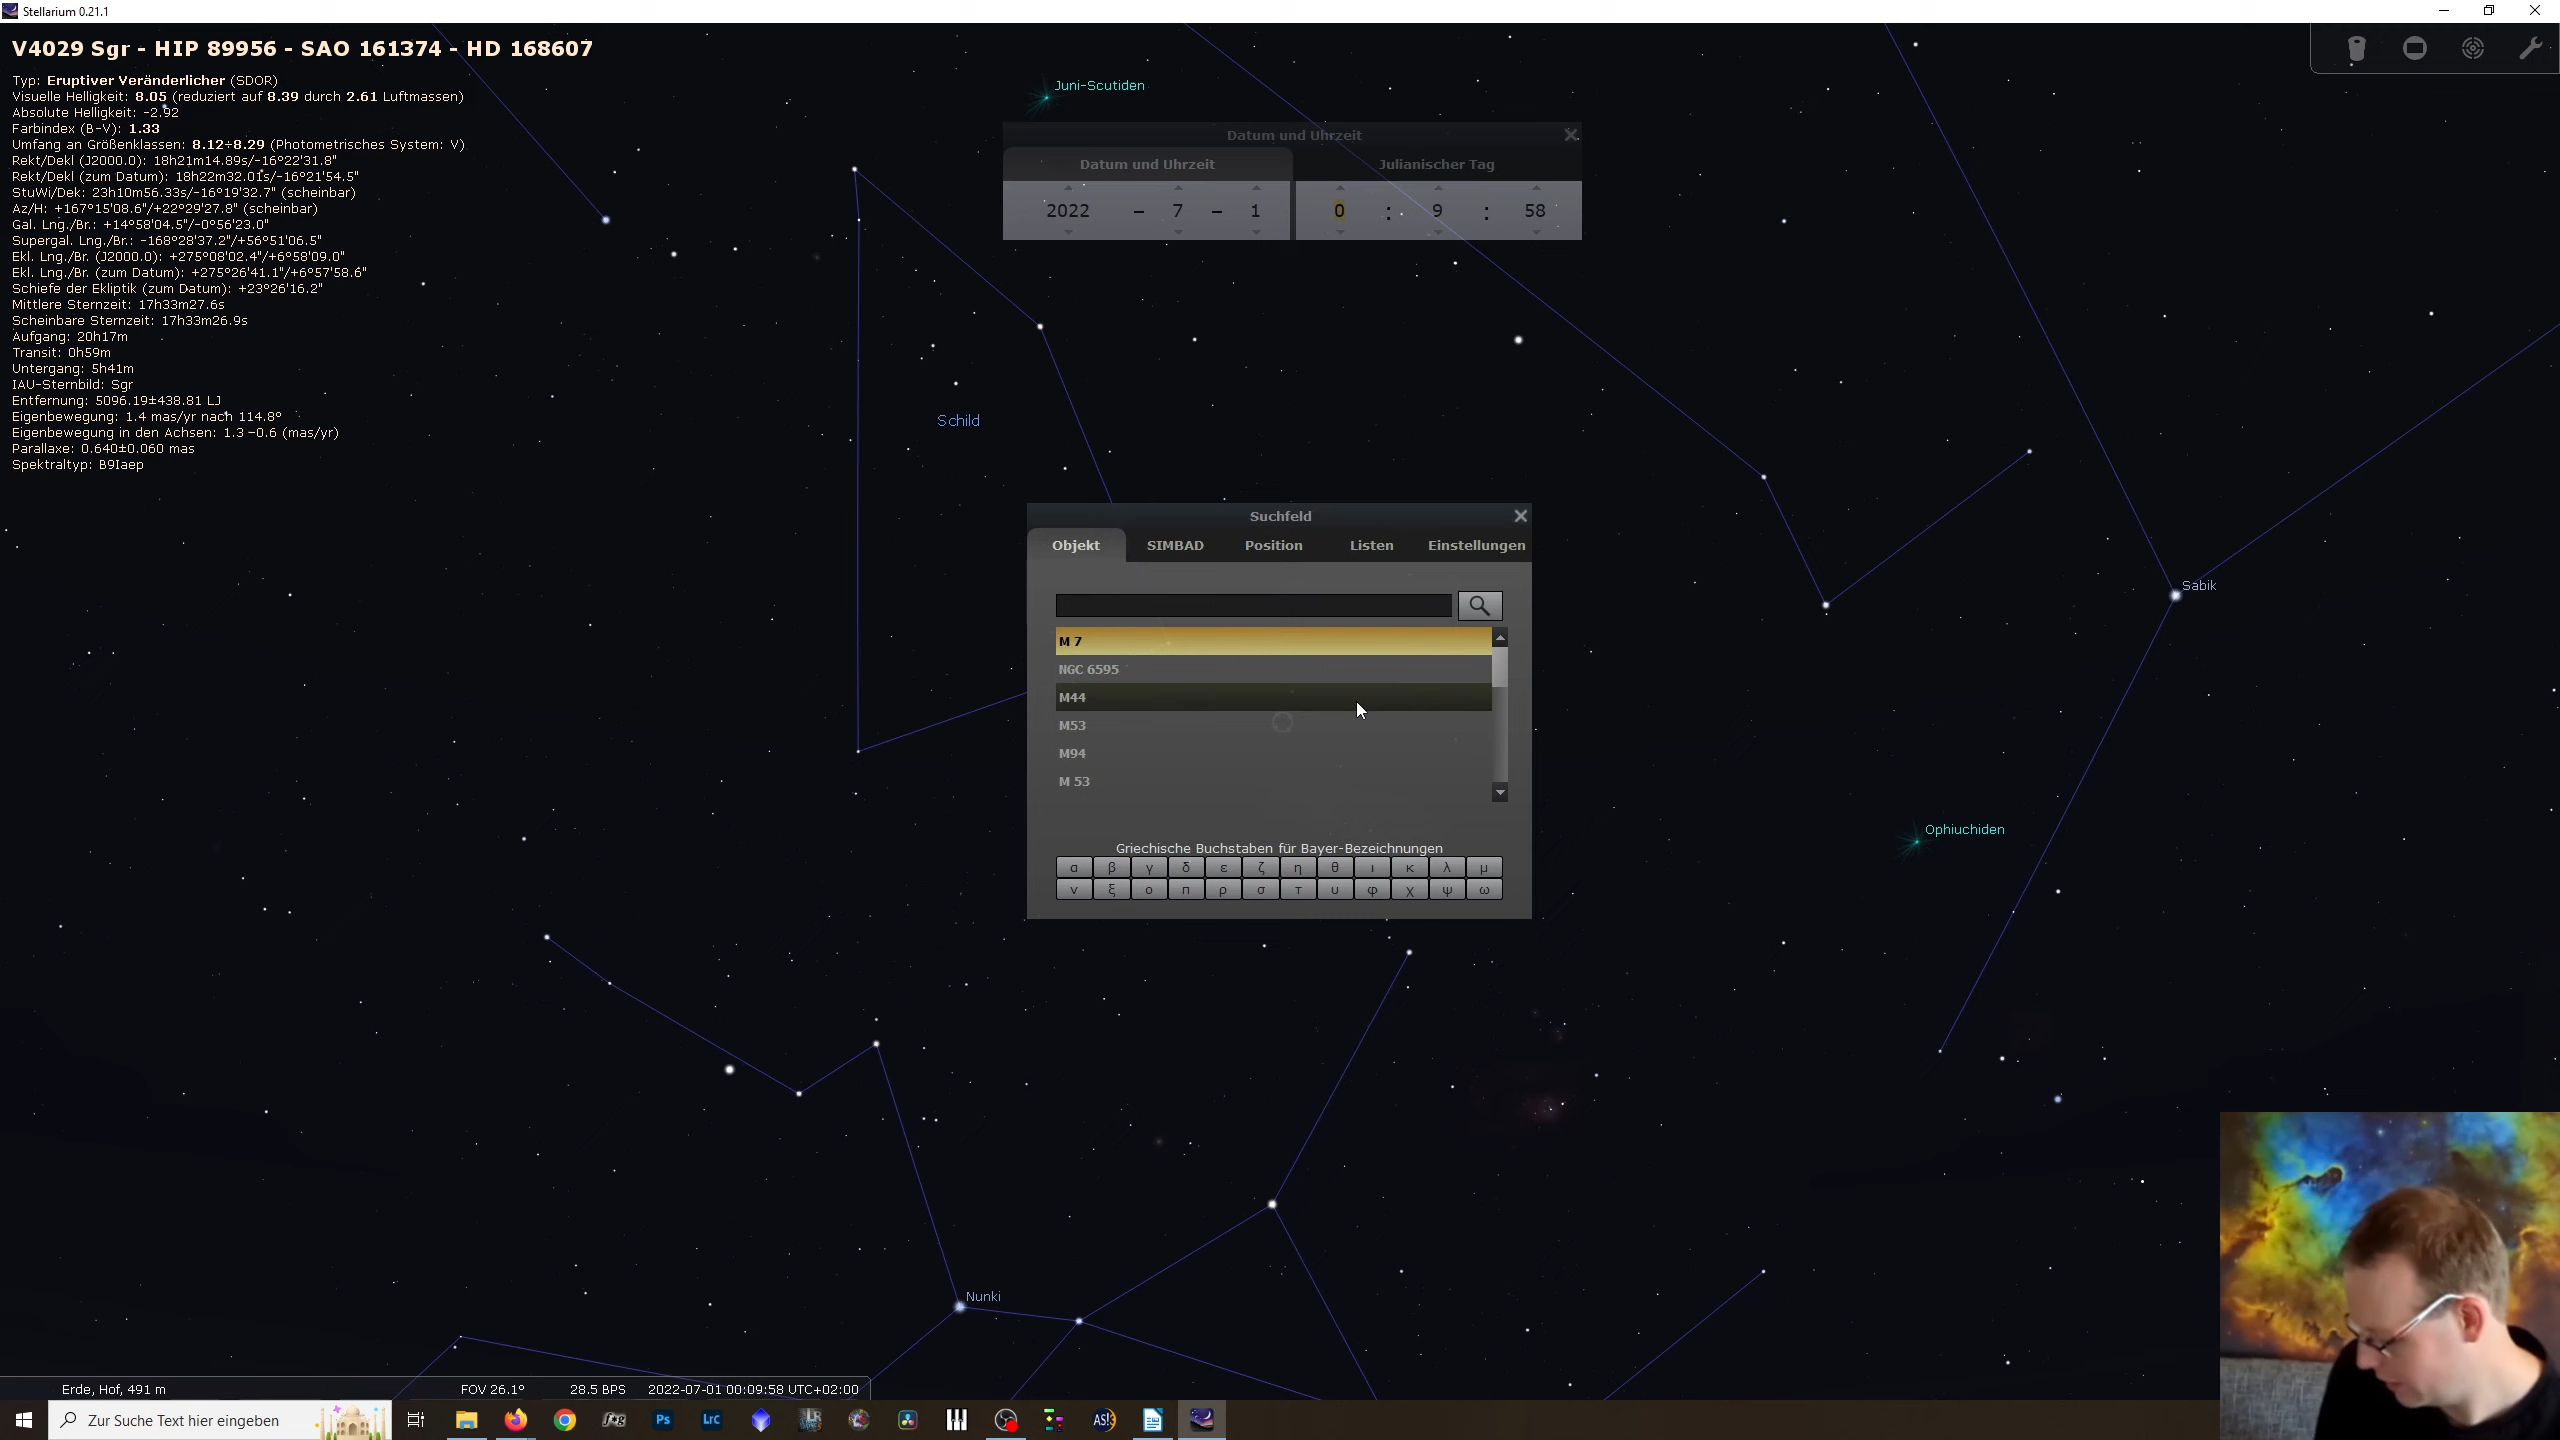 Stellarium 0.21.1
V4029 Sgr - HIP 89956 - SAO 161374 - HD 168607
Typ: Eruptiver Veränderlicher (SDOR)
Visuelle Helligkeit: 8.05 (reduziert auf 8.39 durch 2.61 Luftmassen)
Absolute Helligkeit: -2.92
Farbindex (B-V): 1.33
Umfang an Größenklassen: 8.12÷8.29 (Photometrisches System: V)
Rekt/Dekl (J2000.0): 18h21m14.89s/-16°22'31.8"
Rekt/Dekl (zum Datum): 18h22m32.01s/-16°21'54.5"
StuWi/Dek: 23h10m56.33s/-16°19'32.7" (scheinbar)
Az/H: +167°15'08.6"/+22°29'27.8" (scheinbar)
Gal. Lng./Br.: +14°58'04.5"/-0°56'23.0"
Supergal. Lng./Br.: -168°28'37.2"/+56°51'06.5"
Ekl. Lng./Br. (J2000.0): +275°08'02.4"/+6°58'09.0"
Ekl. Lng./Br. (zum Datum): +275°26'41.1"/+6°57'58.6"
Schiefe der Ekliptik (zum Datum): +23°26'16.2"
Mittlere Sternzeit: 17h33m27.6s
Scheinbare Sternzeit: 17h33m26.9s
Aufgang: 20h17m
Transit: 0h59m
Untergang: 5h41m
IAU-Sternbild: Sgr
Entfernung: 5096.19±438.81 LJ
Eigenbewegung: 1.4 mas/yr nach 114.8°
Eigenbewegung in den Achsen: 1.3 -0.6 (mas/yr)
Parallaxe: 0.640±0.060 mas
Spektraltyp: B9Iaep
Juni-Scutiden
Datum und Uhrzeit
Datum und Uhrzeit Julianischer Tag
2022 - 7 - 1 0 : 9 : 58
Schild
Suchfeld
Objekt SIMBAD Position Listen Einstellungen
M 7
NGC 6595
M44
M53
M94
M 53
Griechische Buchstaben für Bayer-Bezeichnungen
α β γ δ ε ζ η θ ι κ λ μ
ν ξ ο π ρ σ τ υ φ χ ψ ω
Sabik
Ophiuchiden
Nunki
Erde, Hof, 491 m FOV 26.1° 28.5 BPS 2022-07-01 00:09:58 UTC+02:00
Zur Suche Text hier eingeben
Ps
Lrc
AS!